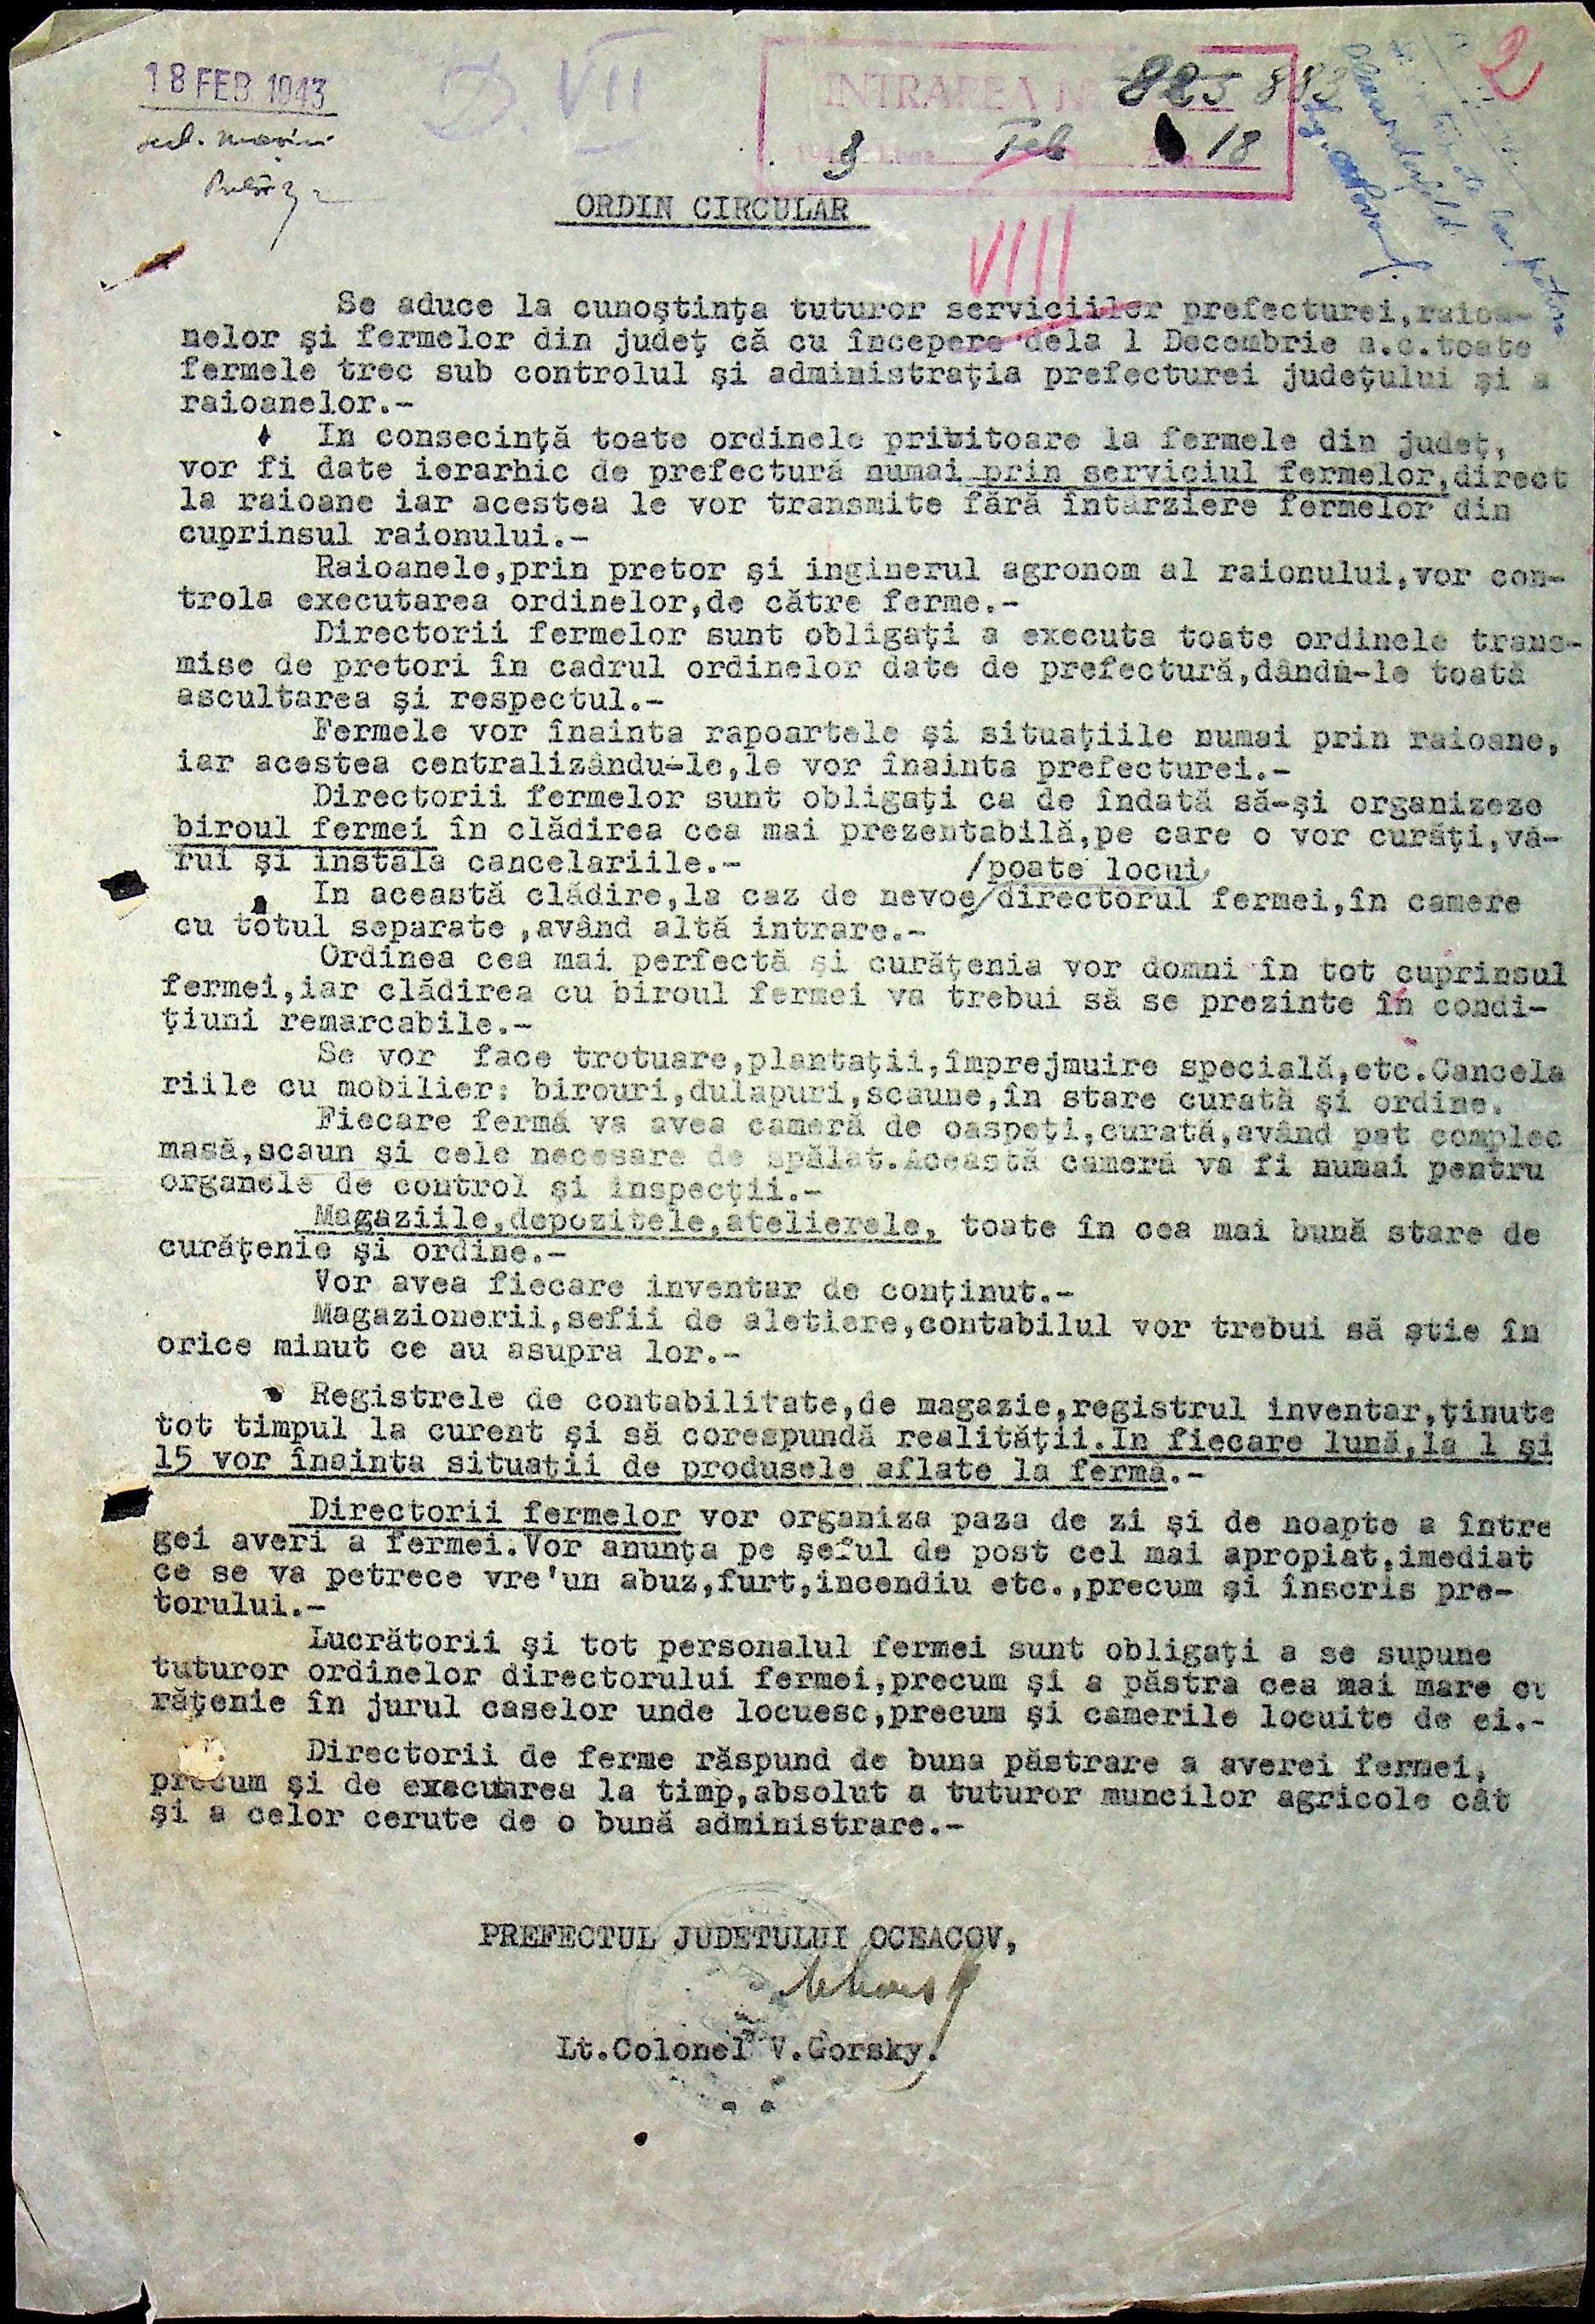 18 FEB 1943
D. VII
INTRAREA N
825 883
2
3 Luna Feb 18
ORDIN CIRCULAR
VIII
Se aduce la cunoştinţa tuturor serviciilor prefecturei,raioa-
nelor şi fermelor din judeţ că cu începere dela 1 Decembrie a.c.toate
fermele trec sub controlul şi administraţia prefecturei judeţului şi a
raioanelor.-
In consecinţă toate ordinele privitoare la fermele din judeţ,
vor fi date ierarhic de prefectură numai prin serviciul fermelor,direct
la raioane iar acestea le vor transmite fără întârziere fermelor din
cuprinsul raionului.-
Raioanele,prin pretor şi inginerul agronom al raionului,vor con-
trola executarea ordinelor,de către ferme.-
Directorii fermelor sunt obligaţi a executa toate ordinele trans-
mise de pretori în cadrul ordinelor date de prefectură,dându-le toată
ascultarea şi respectul.-
Fermele vor înainta rapoartele şi situaţiile numai prin raioane,
iar acestea centralizându-le,le vor înainta prefecturei.-
Directorii fermelor sunt obligaţi ca de îndată să-şi organizeze
biroul fermei în clădirea cea mai prezentabilă,pe care o vor curăţi,vă-
rui şi instala cancelariile.-
/poate locui
In această clădire,la caz de nevoe/directorul fermei,în camere
cu totul separate ,având altă intrare.-
Ordinea cea mai perfectă şi curăţenia vor domni în tot cuprinsul
fermei,iar clădirea cu biroul fermei va trebui să se prezinte în condi-
ţiuni remarcabile.-
Se vor face trotuare,plantaţii,împrejmuire specială,etc.Cancela
riile cu mobilier: birouri,dulapuri,scaune,în stare curată şi ordine.
Fiecare fermă va avea cameră de oaspeţi,curată,având pat complec
masă,scaun şi cele necesare de spălat.Această cameră va fi numai pentru
organele de control şi inspecţii.-
Magaziile,depozitele,atelierele, toate în cea mai bună stare de
curăţenie şi ordine.-
Vor avea fiecare inventar de conţinut.-
Magazionerii,sefii de aletiere,contabilul vor trebui să ştie în
orice minut ce au asupra lor.-
Registrele de contabilitate,de magazie,registrul inventar,ţinute
tot timpul la curent şi să corespundă realităţii.In fiecare lună,la 1 şi
15 vor înainta situaţii de produsele aflate la fermă.-
Directorii fermelor vor organiza paza de zi şi de noapte a între
gei averi a fermei.Vor anunţa pe şeful de post cel mai apropiat,imediat
ce se va petrece vre'un abuz,furt,incendiu etc.,precum şi înscris pre-
torului.-
Lucrătorii şi tot personalul fermei sunt obligaţi a se supune
tuturor ordinelor directorului fermei,precum şi a păstra cea mai mare cu
răţenie în jurul caselor unde locuesc,precum şi camerile locuite de ei.-
Directorii de ferme răspund de buna păstrare a averei fermei,
precum şi de executarea la timp,absolut a tuturor muncilor agricole cât
şi a celor cerute de o bună administrare.-
PREFECTUL JUDETULUI OCEACOV,
Lt.Colonel V.Gorsky.